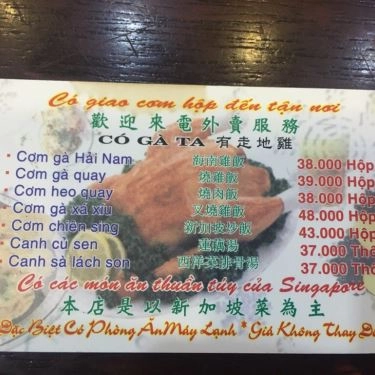 Có giao cơm hộp đến tận nơi
歡迎來電外賣服務
CÓ GÀ TA 有走地雞
Cơm gà Hải Nam 海南雞飯 38.000 Hộp
Cơm gà quay 燒雞飯 39.000 Hộp
Cơm heo quay 燒肉飯 38.000 Hộp
Cơm gà xá xíu 叉燒雞飯 48.000 Hộp
Cơm chiên sing 新加坡炒飯 43.000 Hộp
Canh củ sen 蓮藕湯 37.000
Canh sà lách son 西洋菜排骨湯 37.000
Có các món ăn thuần túy của Singapore
本店是以新加坡菜為主
Đặc Biệt Có Phòng Ăn Máy Lạnh * Giá Không Thay